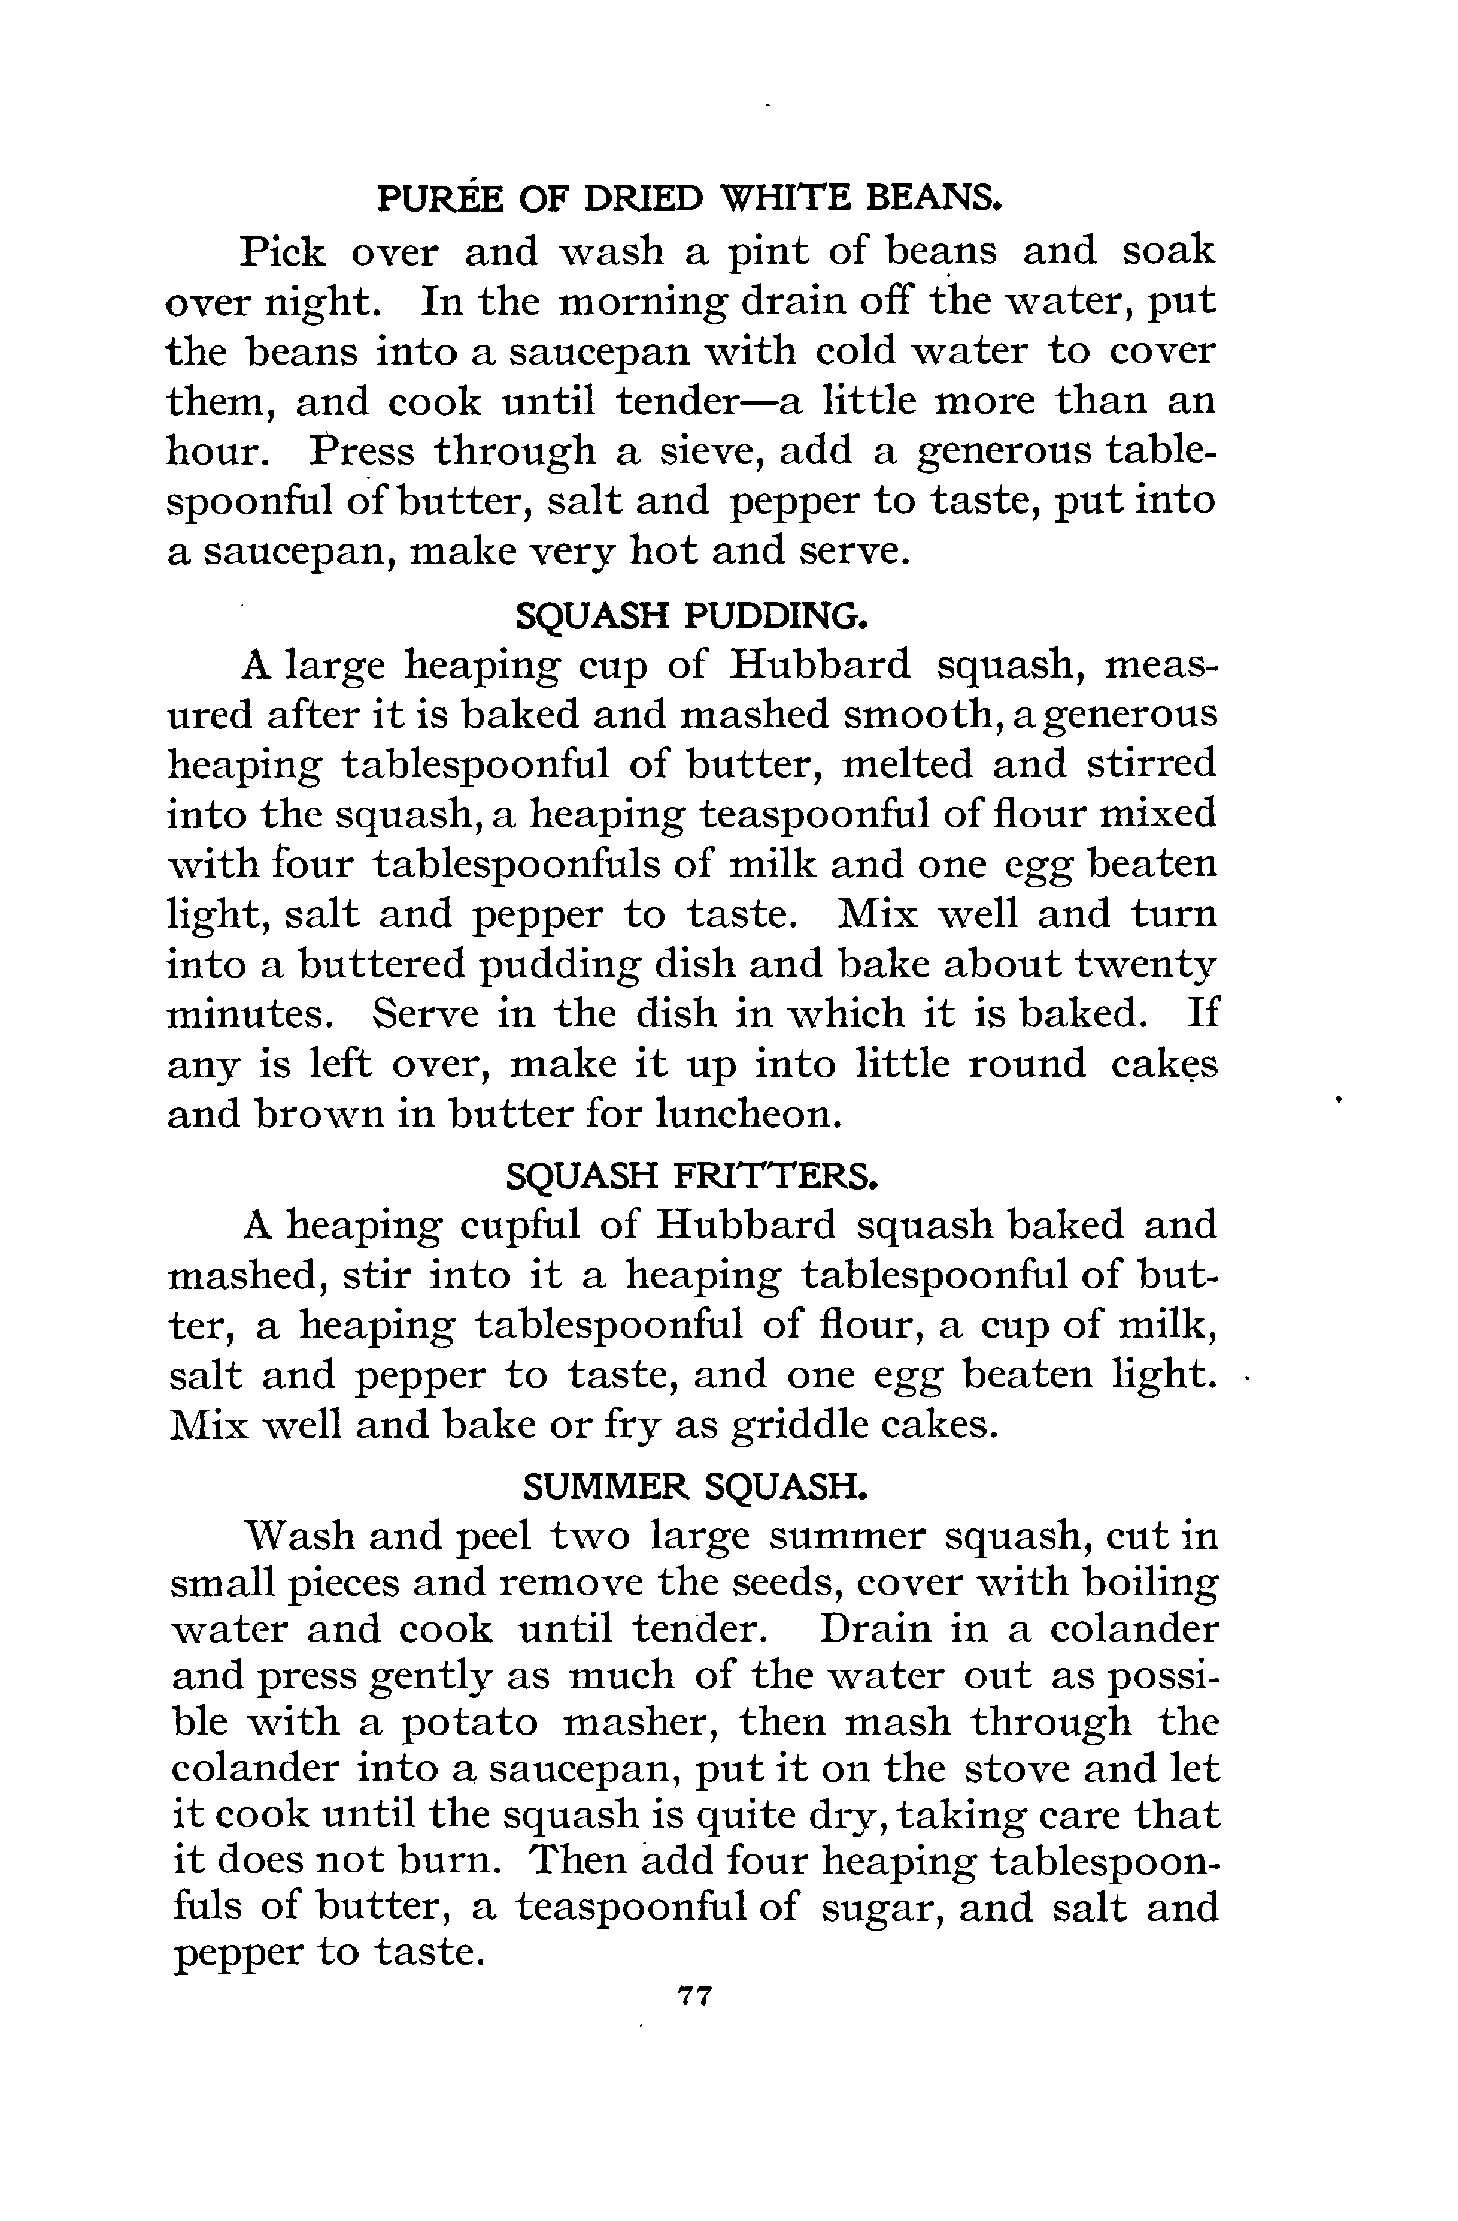 PURÉE OF DRIED WHITE BEANS.
Pick over and wash a pint of beans and soak
over night. In the morning drain off the water, put
the beans into a saucepan with cold water to cover
them, and cook until tender—a little more than an
hour. Press through a sieve, add a generous table-
spoonful of butter, salt and pepper to taste, put into
a saucepan, make very hot and serve.
SQUASH PUDDING.
A large heaping cup of Hubbard squash, meas-
ured after it is baked and mashed smooth, a generous
heaping tablespoonful of butter, melted and stirred
into the squash, a heaping teaspoonful of flour mixed
with four tablespoonfuls of milk and one egg beaten
light, salt and pepper to taste. Mix well and turn
into a buttered pudding dish and bake about twenty
minutes. Serve in the dish in which it is baked. If
any is left over, make it up into little round cakes
and brown in butter for luncheon.
SQUASH FRITTERS.
A heaping cupful of Hubbard squash baked and
mashed, stir into it a heaping tablespoonful of but-
ter, a heaping tablespoonful of flour, a cup of milk,
salt and pepper to taste, and one egg beaten light.
Mix well and bake or fry as griddle cakes.
SUMMER SQUASH.
Wash and peel two large summer squash, cut in
small pieces and remove the seeds, cover with boiling
water and cook until tender. Drain in a colander
and press gently as much of the water out as possi-
ble with a potato masher, then mash through the
colander into a saucepan, put it on the stove and let
it cook until the squash is quite dry, taking care that
it does not burn. Then add four heaping tablespoon-
fuls of butter, a teaspoonful of sugar, and salt and
pepper to taste.
77